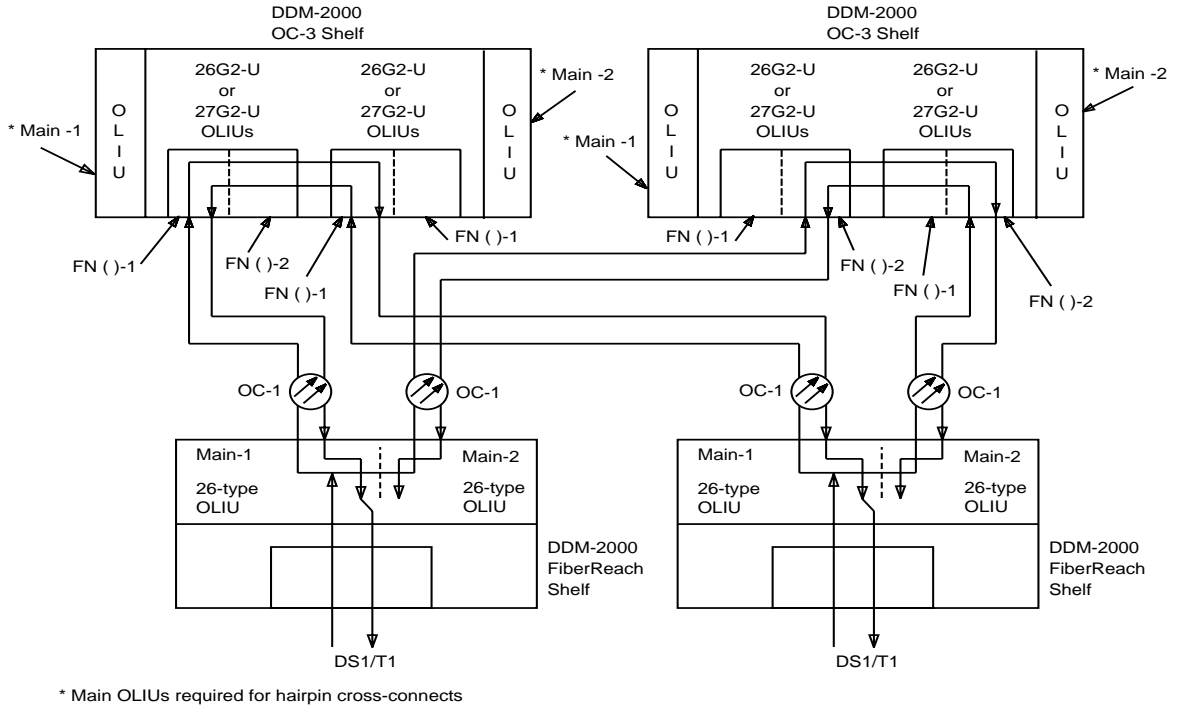 DDM-2000
OC-3 Shelf
DDM-2000
OC-3 Shelf
* Main -1
O
L
I
U
26G2-U
or
27G2-U
OLIUs
26G2-U
or
27G2-U
OLIUs
O
L
I
U
* Main -2
* Main -1
O
L
I
U
26G2-U
or
27G2-U
OLIUs
26G2-U
or
27G2-U
OLIUs
O
L
I
U
* Main -2
FN ( )-1
FN ( )-2
FN ( )-1
FN ( )-1
FN ( )-1
FN ( )-2
FN ( )-1
FN ( )-2
OC-1
OC-1
OC-1
OC-1
Main-1
26-type
OLIU
Main-2
26-type
OLIU
DDM-2000
FiberReach
Shelf
Main-1
26-type
OLIU
Main-2
26-type
OLIU
DDM-2000
FiberReach
Shelf
DS1/T1
DS1/T1
* Main OLIUs required for hairpin cross-connects